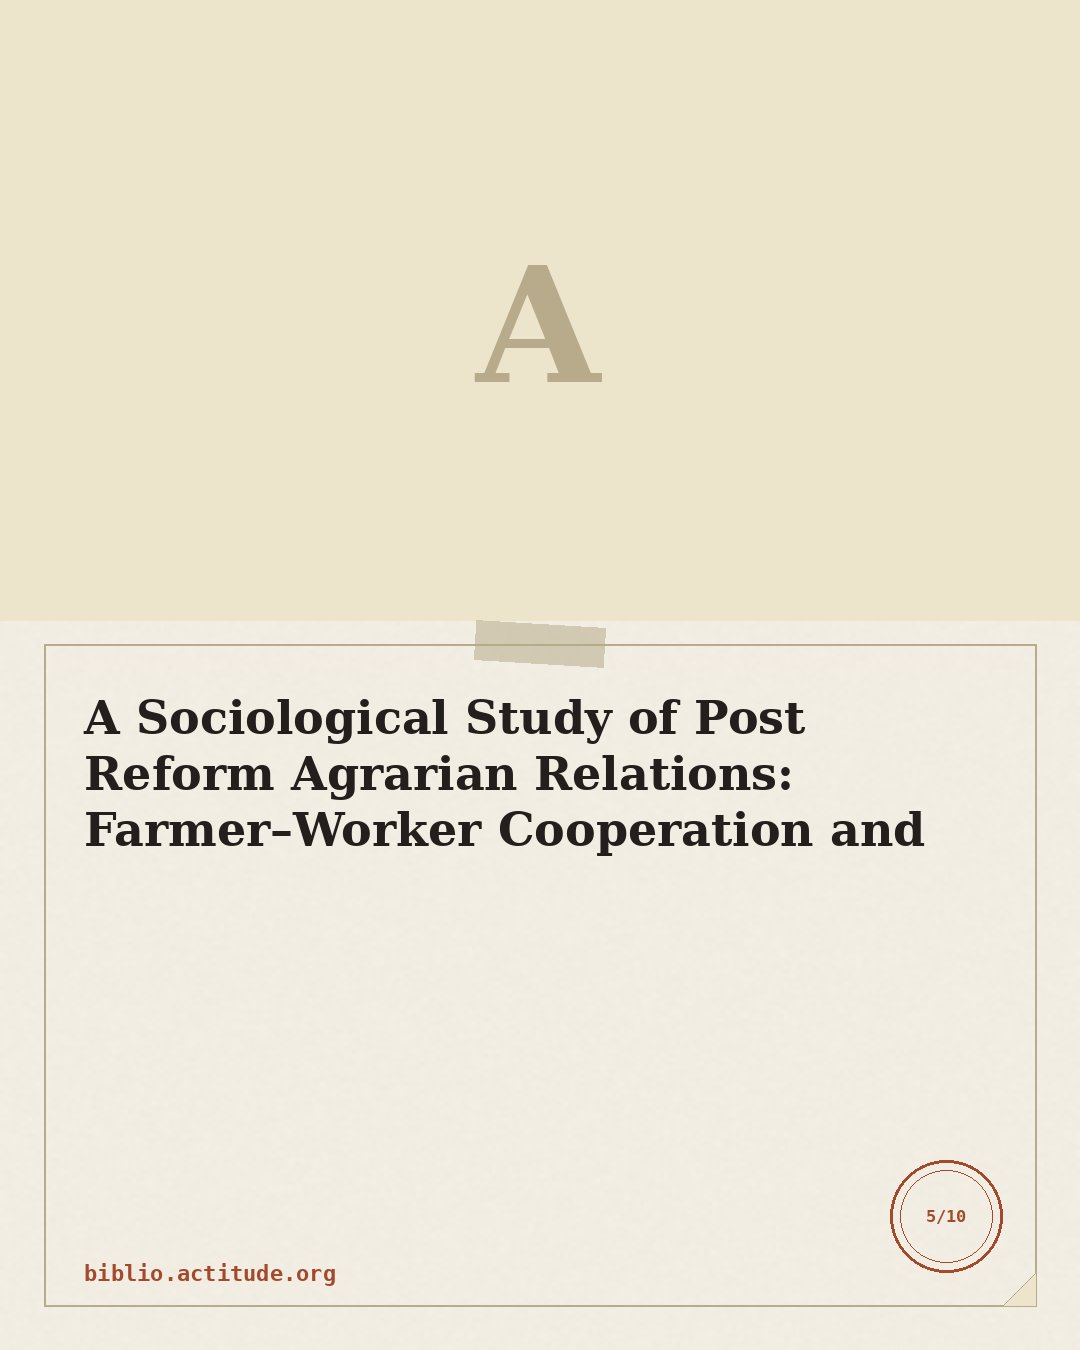 A
A Sociological Study of Post
Reform Agrarian Relations:
Farmer–Worker Cooperation and
5/10
biblio.actitude.org